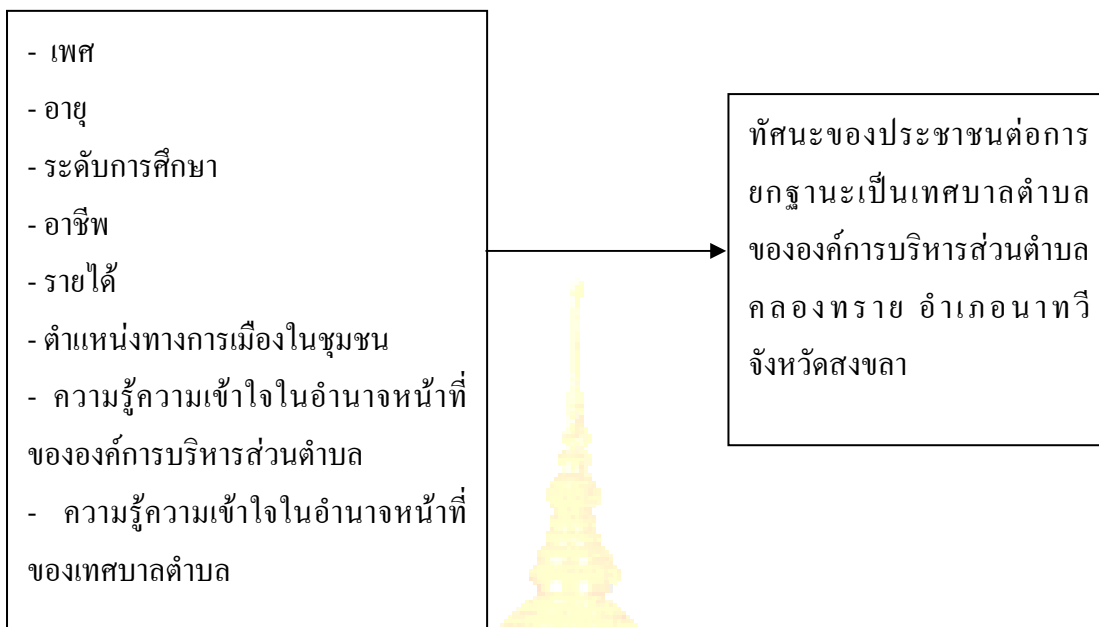 - เพศ
- อายุ
- ระดับการศึกษา
- อาชีพ
- รายได้
- ตำแหน่งทางการเมืองในชุมชน
- ความรู้ความเข้าใจในอำนาจหน้าที่
ขององค์การบริหารส่วนตำบล
- ความรู้ความเข้าใจในอำนาจหน้าที่
ของเทศบาลตำบล
ทัศนะของประชาชนต่อการ
ยกฐานะเป็นเทศบาลตำบล
ขององค์การบริหารส่วนตำบล
คลองทราย อำเภอนาทวี
จังหวัดสงขลา